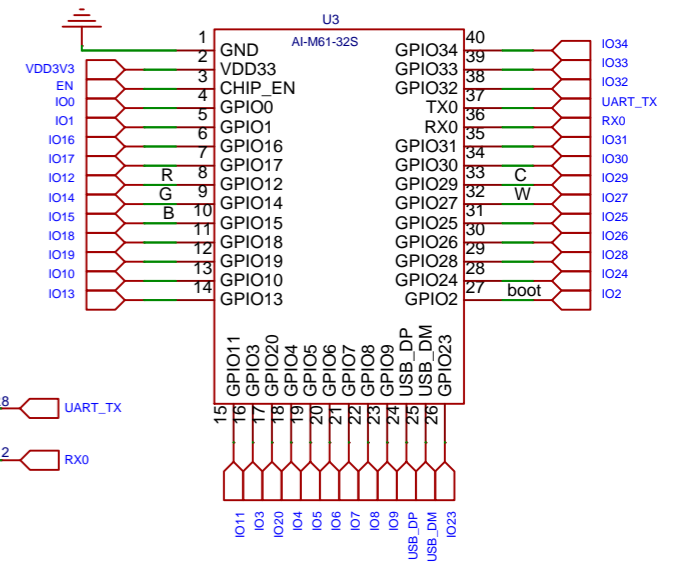 U3
AI-M61-32S
1 GND
2 VDD33
3 CHIP_EN
4 GPIO0
5 GPIO1
6 GPIO16
7 GPIO17
8 GPIO12
9 GPIO14
10 GPIO15
11 GPIO18
12 GPIO19
13 GPIO10
14 GPIO13
VDD3V3
EN
IO0
IO1
IO16
IO17
IO12 R
IO14 G
IO15 B
IO18
IO19
IO10
IO13
GPIO34 40
GPIO33 39
GPIO32 38
TX0 37
RX0 36
GPIO31 35
GPIO30 34
GPIO29 33 C
GPIO27 32 W
GPIO25 31
GPIO26 30
GPIO28 29
GPIO24 28
GPIO2 27 boot
IO34
IO33
IO32
UART_TX
RX0
IO31
IO30
IO29
IO27
IO25
IO26
IO28
IO24
IO2
GPIO11
GPIO3
GPIO20
GPIO4
GPIO5
GPIO6
GPIO7
GPIO8
GPIO9
USB_DP
USB_DM
GPIO23
15
16
17
18
19
20
21
22
23
24
25
26
IO11
IO3
IO20
IO4
IO5
IO6
IO7
IO8
IO9
USB_DP
USB_DM
IO23
8 UART_TX
2 RX0